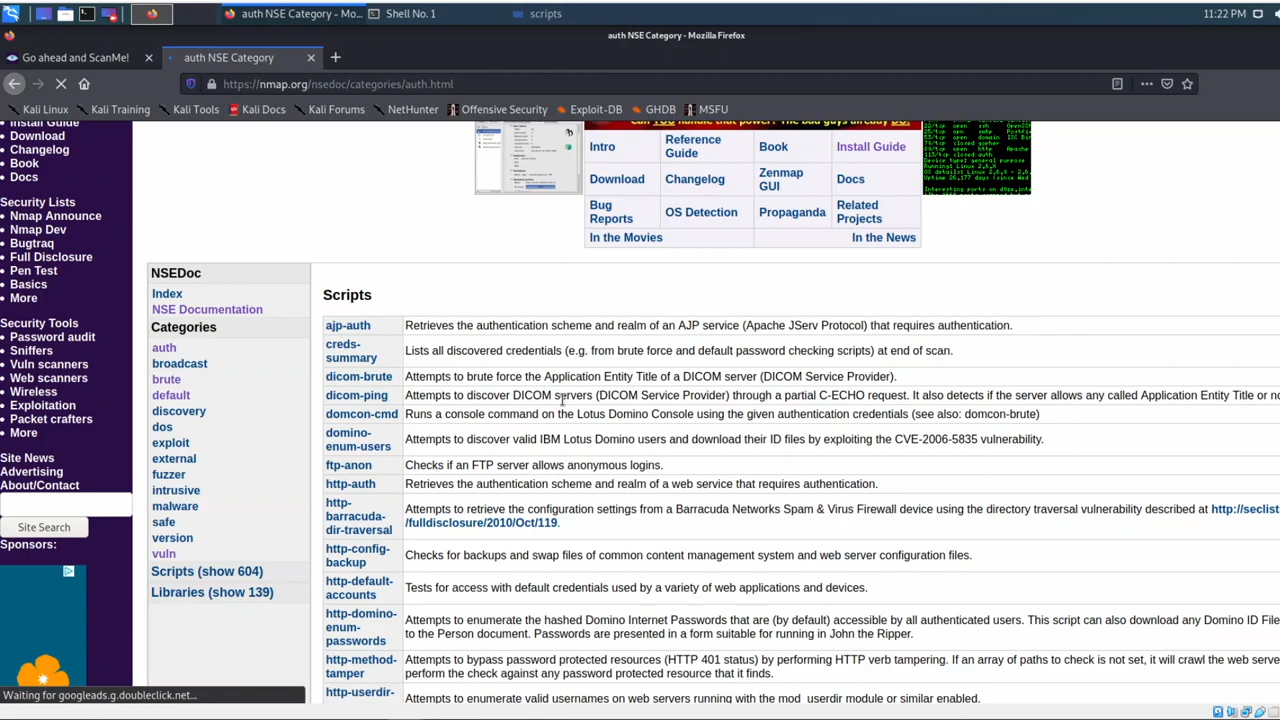 auth NSE Category - Mo...
Shell No. 1
scripts
11:22 PM
auth NSE Category - Mozilla Firefox
Go ahead and ScanMe!
auth NSE Category
https://nmap.org/nsedoc/categories/auth.html
Kali Linux
Kali Training
Kali Tools
Kali Docs
Kali Forums
NetHunter
Offensive Security
Exploit-DB
GHDB
MSFU
Install Guide
• Download
• Changelog
• Book
• Docs
Security Lists
• Nmap Announce
• Nmap Dev
• Bugtraq
• Full Disclosure
• Pen Test
• Basics
• More
Security Tools
• Password audit
• Sniffers
• Vuln scanners
• Web scanners
• Wireless
• Exploitation
• Packet crafters
• More
Site News
Advertising
About/Contact
Site Search
Sponsors:
Can YOU handle that power? The bad guys already DO!
Intro
Reference Guide
Book
Install Guide
Download
Changelog
Zenmap GUI
Docs
Bug Reports
OS Detection
Propaganda
Related Projects
In the Movies
In the News
NSEDoc
Index
NSE Documentation
Categories
auth
broadcast
brute
default
discovery
dos
exploit
external
fuzzer
intrusive
malware
safe
version
vuln
Scripts (show 604)
Libraries (show 139)
Scripts
ajp-auth Retrieves the authentication scheme and realm of an AJP service (Apache JServ Protocol) that requires authentication.
creds-summary Lists all discovered credentials (e.g. from brute force and default password checking scripts) at end of scan.
dicom-brute Attempts to brute force the Application Entity Title of a DICOM server (DICOM Service Provider).
dicom-ping Attempts to discover DICOM servers (DICOM Service Provider) through a partial C-ECHO request. It also detects if the server allows any called Application Entity Title or no
domcon-cmd Runs a console command on the Lotus Domino Console using the given authentication credentials (see also: domcon-brute)
domino-enum-users Attempts to discover valid IBM Lotus Domino users and download their ID files by exploiting the CVE-2006-5835 vulnerability.
ftp-anon Checks if an FTP server allows anonymous logins.
http-auth Retrieves the authentication scheme and realm of a web service that requires authentication.
http-barracuda-dir-traversal Attempts to retrieve the configuration settings from a Barracuda Networks Spam & Virus Firewall device using the directory traversal vulnerability described at http://seclist
/fulldisclosure/2010/Oct/119.
http-config-backup Checks for backups and swap files of common content management system and web server configuration files.
http-default-accounts Tests for access with default credentials used by a variety of web applications and devices.
http-domino-enum-passwords Attempts to enumerate the hashed Domino Internet Passwords that are (by default) accessible by all authenticated users. This script can also download any Domino ID File
to the Person document. Passwords are presented in a form suitable for running in John the Ripper.
http-method-tamper Attempts to bypass password protected resources (HTTP 401 status) by performing HTTP verb tampering. If an array of paths to check is not set, it will crawl the web serve
perform the check against any password protected resource that it finds.
http-userdir- Attempts to enumerate valid usernames on web servers running with the mod_userdir module or similar enabled.
Waiting for googleads.g.doubleclick.net...